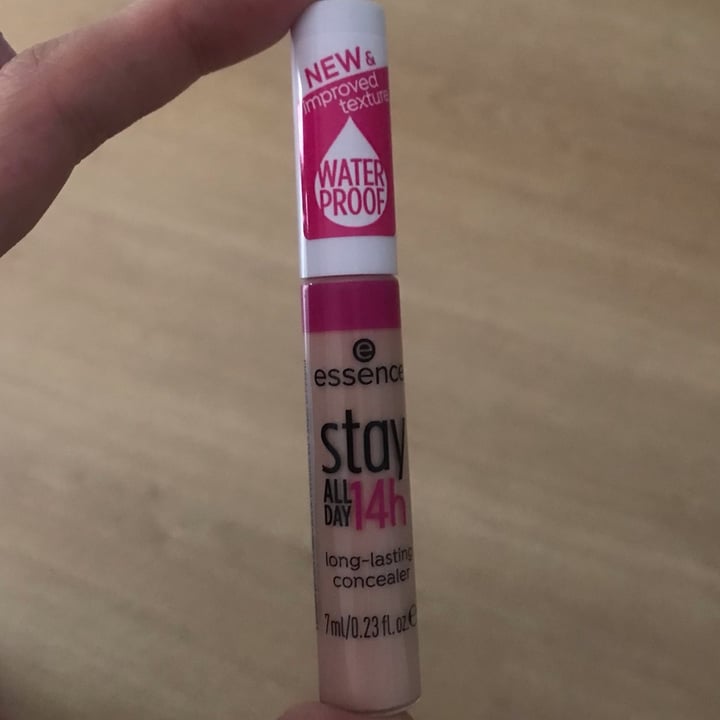 NEW &
improved
texture
WATER
PROOF
e
essence
stay
ALL
DAY 14h
long-lasting
concealer
7ml/0.23 fl.oz.℮